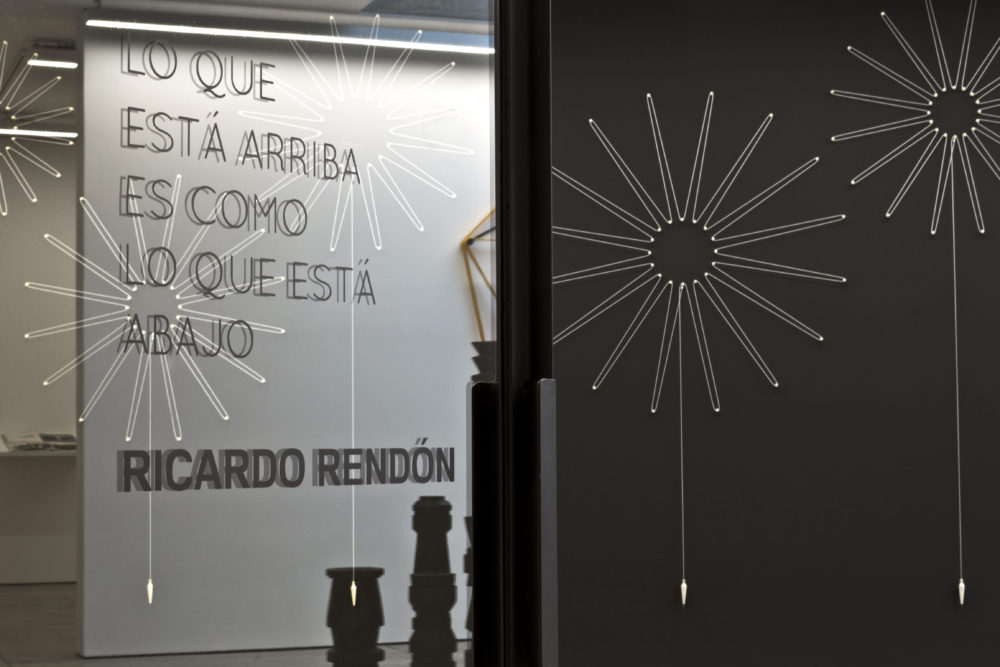 LO QUE
ESTÁ ARRIBA
ES COMO
LO QUE ESTÁ
ABAJO
RICARDO RENDÓN